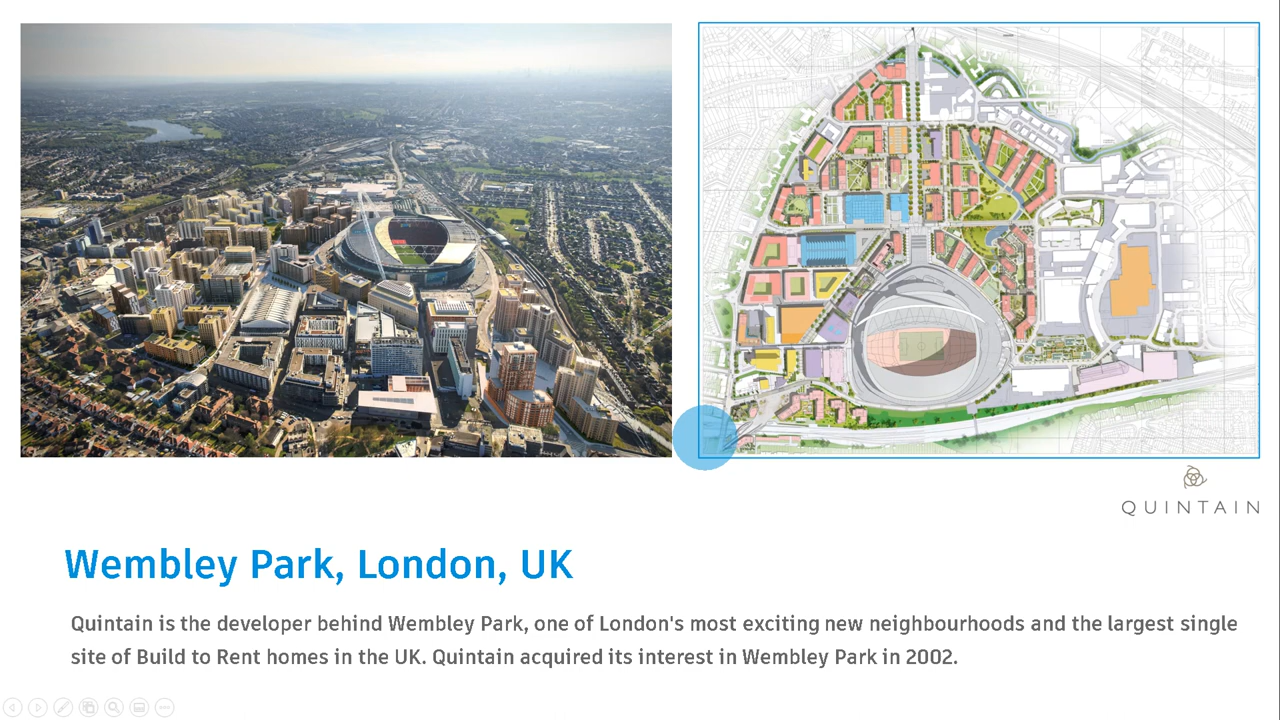 QUINTAIN
Wembley Park, London, UK
Quintain is the developer behind Wembley Park, one of London's most exciting new neighbourhoods and the largest single
site of Build to Rent homes in the UK. Quintain acquired its interest in Wembley Park in 2002.